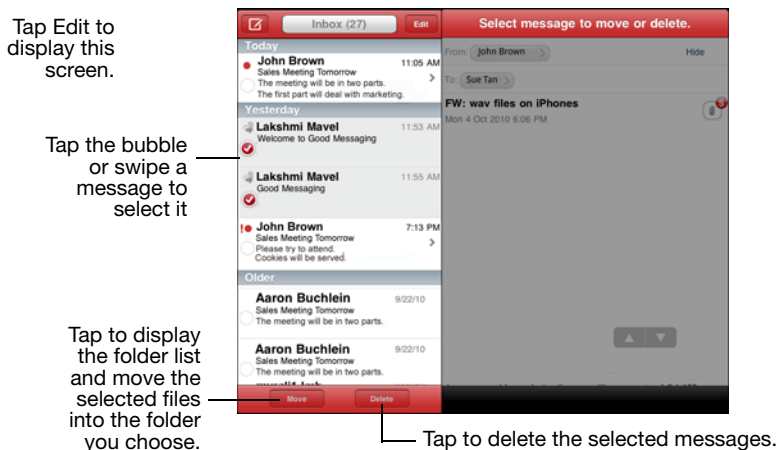 Tap Edit to
display this
screen.
Tap the bubble
or swipe a
message to
select it
Tap to display
the folder list
and move the
selected files
into the folder
you choose.
Inbox (27)
Edit
Today
John Brown 11:05 AM
Sales Meeting Tomorrow
The meeting will be in two parts.
The first part will deal with marketing.
Yesterday
Lakshmi Mavel 11:53 AM
Welcome to Good Messaging
Lakshmi Mavel 11:55 AM
Good Messaging
! John Brown 7:13 PM
Sales Meeting Tomorrow
Please try to attend.
Cookies will be served.
Older
Aaron Buchlein 9/22/10
Sales Meeting Tomorrow
The meeting will be in two parts.
Aaron Buchlein 9/22/10
Sales Meeting Tomorrow
The meeting will be in two parts.
Move
Delete
Select message to move or delete.
From: John Brown Hide
To: Sue Tan
FW: wav files on iPhones
Mon 4 Oct 2010 6:06 PM
Tap to delete the selected messages.